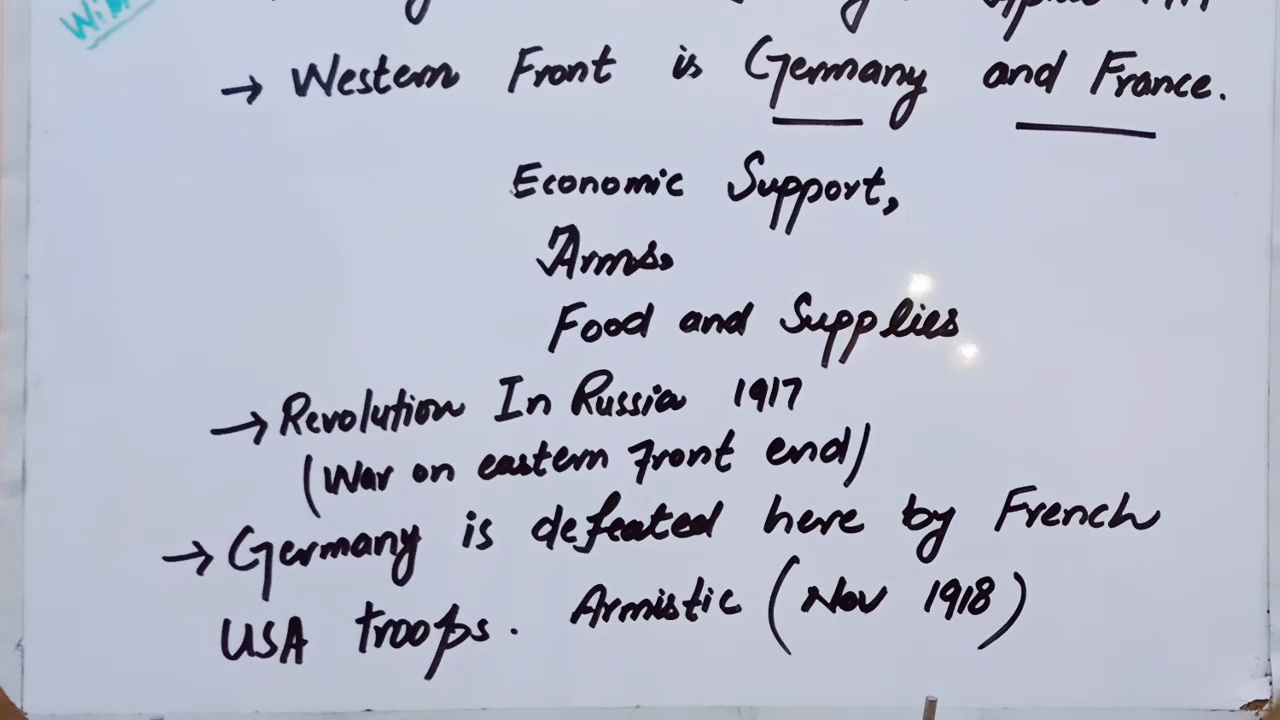 → Western Front is Germany and France.
Economic Support,
Arms.
Food and Supplies
→ Revolution In Russia 1917
(War on eastern Front end)
→ Germany is defeated here by French
USA troops. Armistic (Nov 1918)